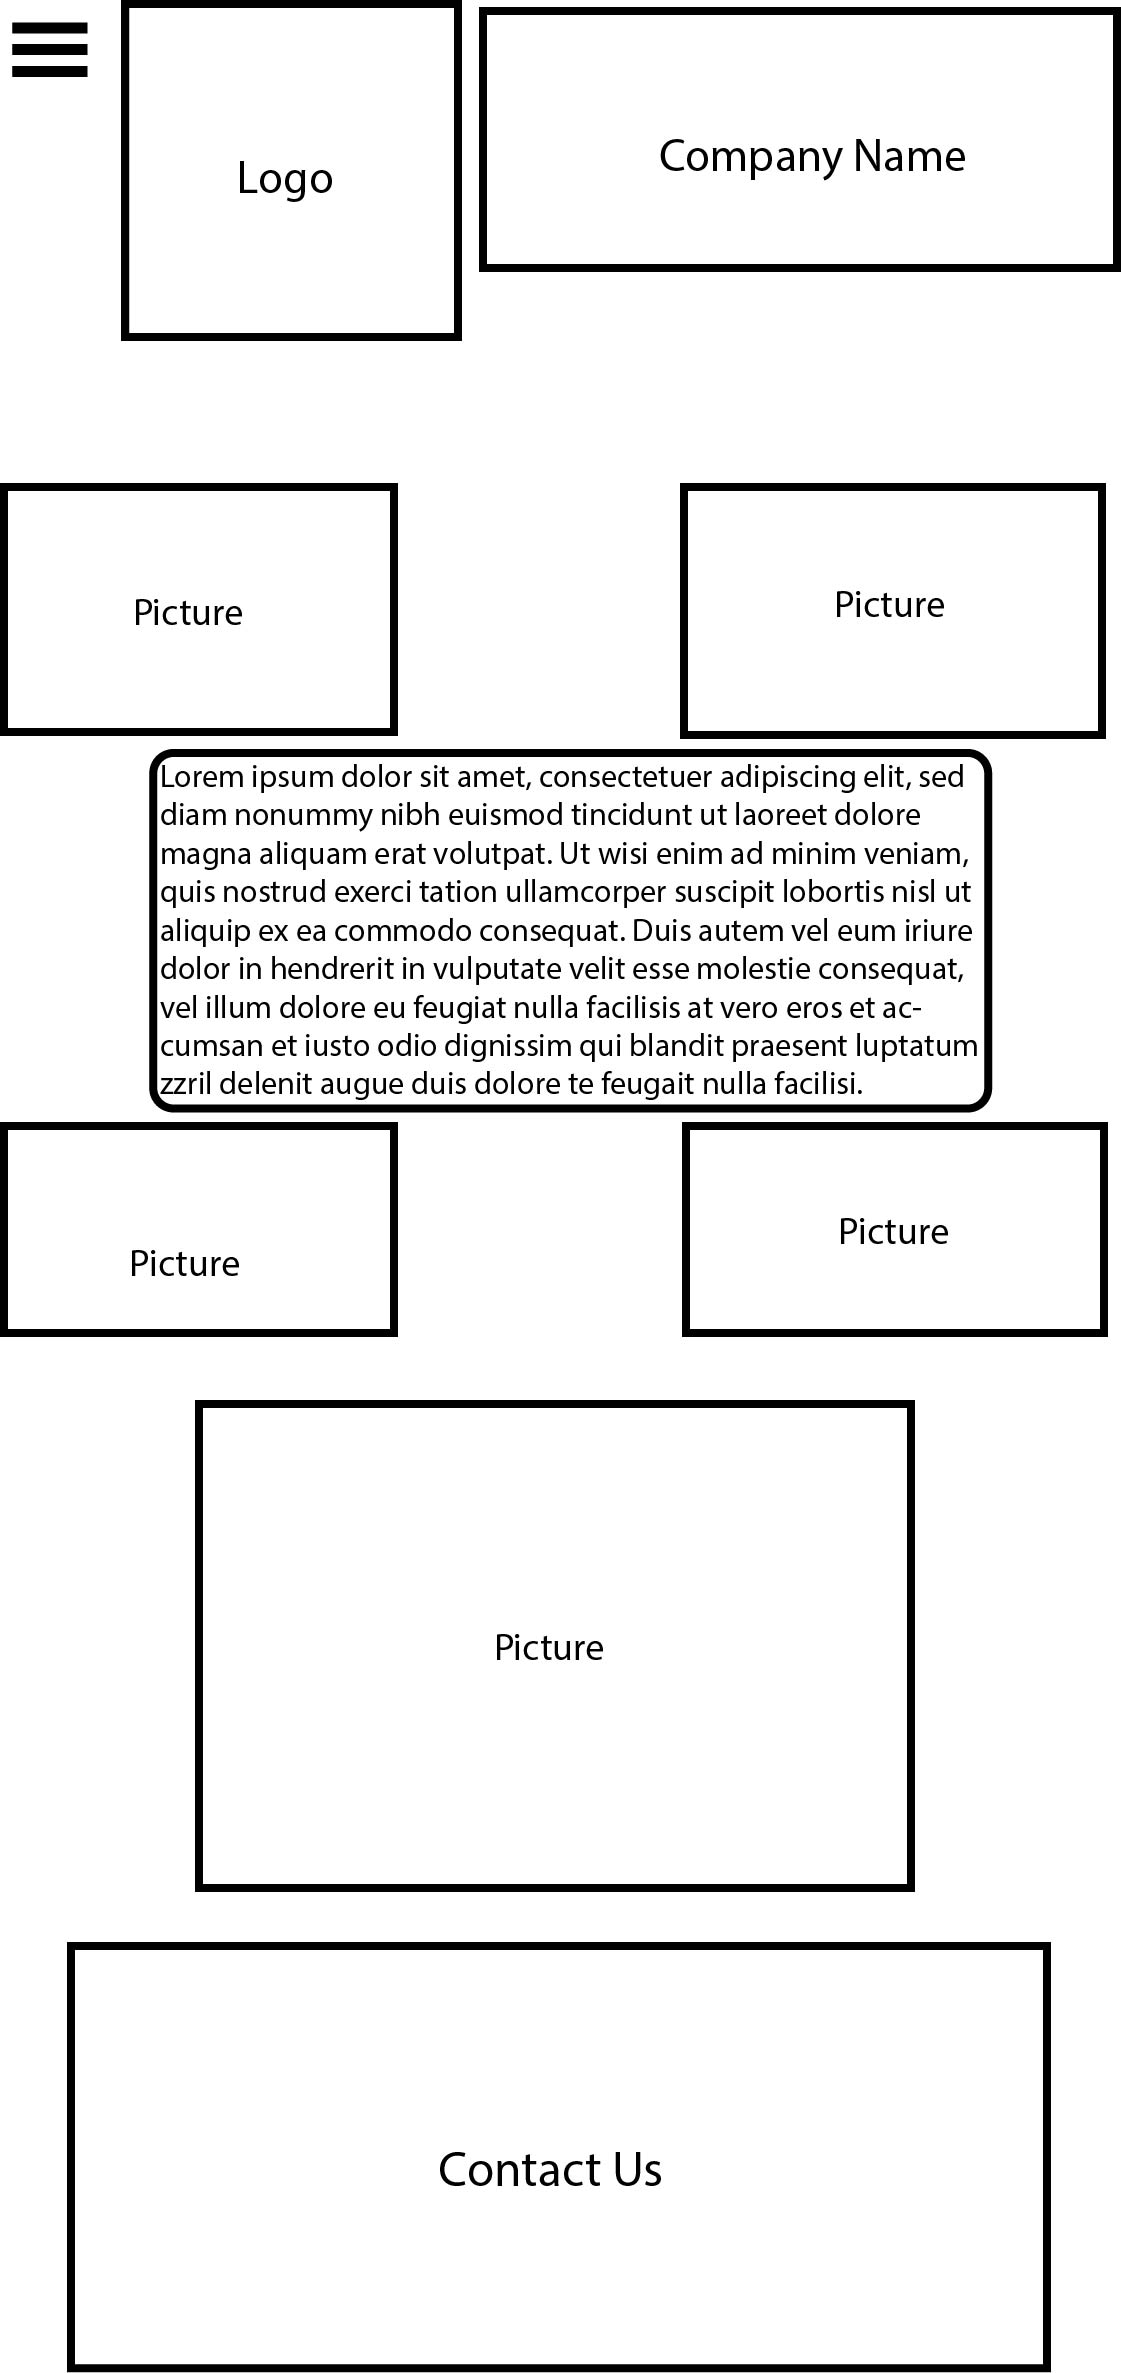 Logo
Company Name
Picture
Picture
Lorem ipsum dolor sit amet, consectetuer adipiscing elit, sed
diam nonummy nibh euismod tincidunt ut laoreet dolore
magna aliquam erat volutpat. Ut wisi enim ad minim veniam,
quis nostrud exerci tation ullamcorper suscipit lobortis nisl ut
aliquip ex ea commodo consequat. Duis autem vel eum iriure
dolor in hendrerit in vulputate velit esse molestie consequat,
vel illum dolore eu feugiat nulla facilisis at vero eros et ac-
cumsan et iusto odio dignissim qui blandit praesent luptatum
zzril delenit augue duis dolore te feugait nulla facilisi.
Picture
Picture
Picture
Contact Us